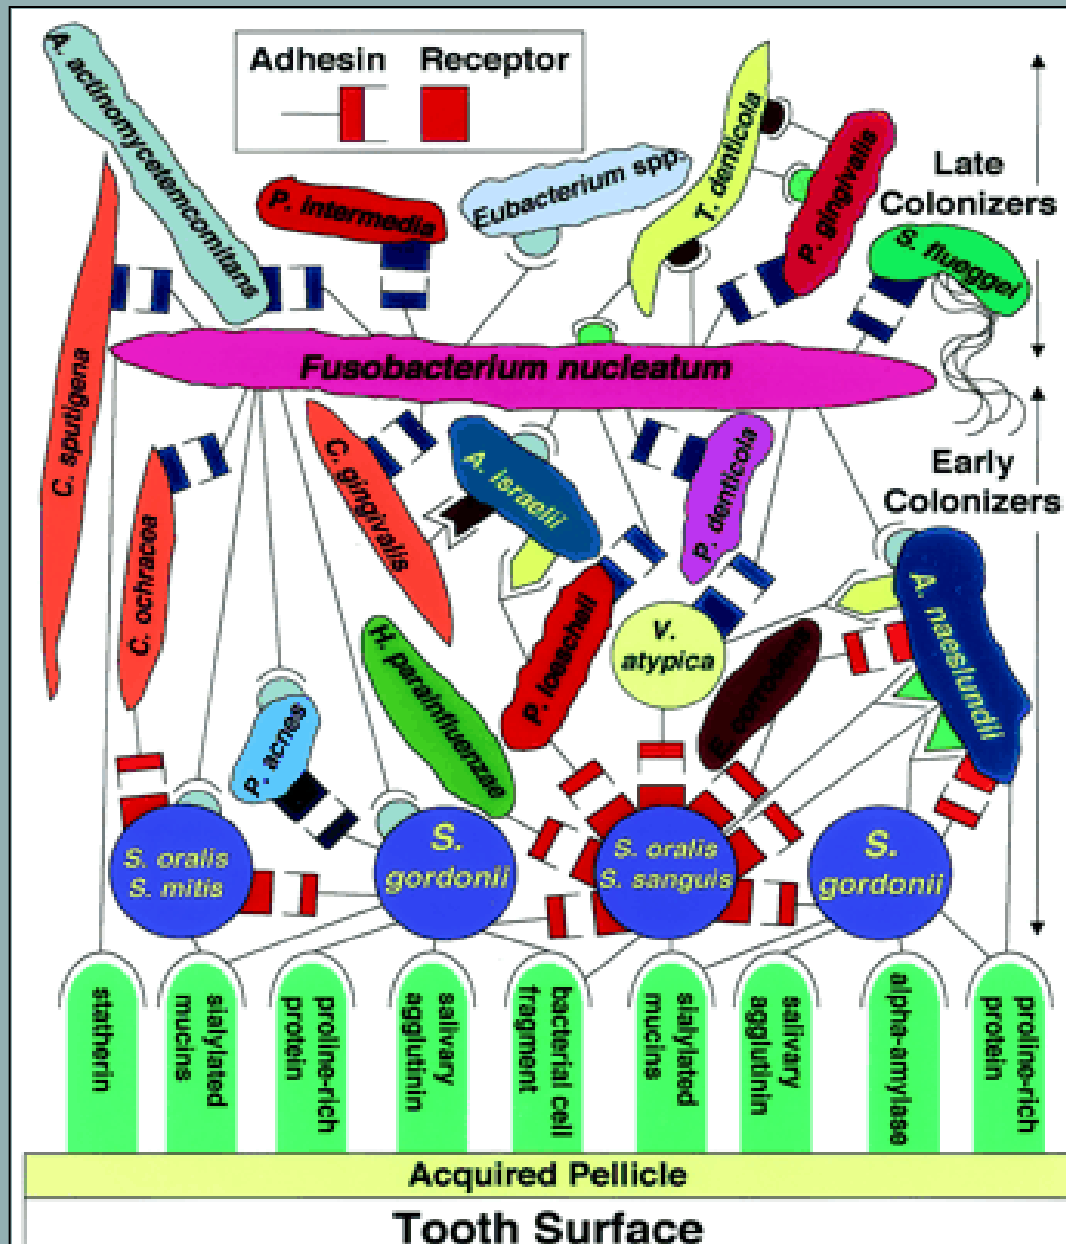 Adhesin Receptor
A. actinomycetemcomitans
P. intermedia
Eubacterium spp.
T. denticola
P. gingivalis
Late
Colonizers
S. flueggei
Fusobacterium nucleatum
C. sputigena
C. ochracea
C. gingivalis
A. israelii
P. denticola
Early
Colonizers
P. loescheii
V.
atypica
E. corrodens
A. naeslundii
H. parainfluenzae
P. acnes
S. oralis
S. mitis
S.
gordonii
S. oralis
S. sanguis
S.
gordonii
statherin
sialylated
mucins
proline-rich
protein
salivary
agglutinin
bacterial cell
fragment
sialylated
mucins
salivary
agglutinin
alpha-amylase
proline-rich
protein
Acquired Pellicle
Tooth Surface